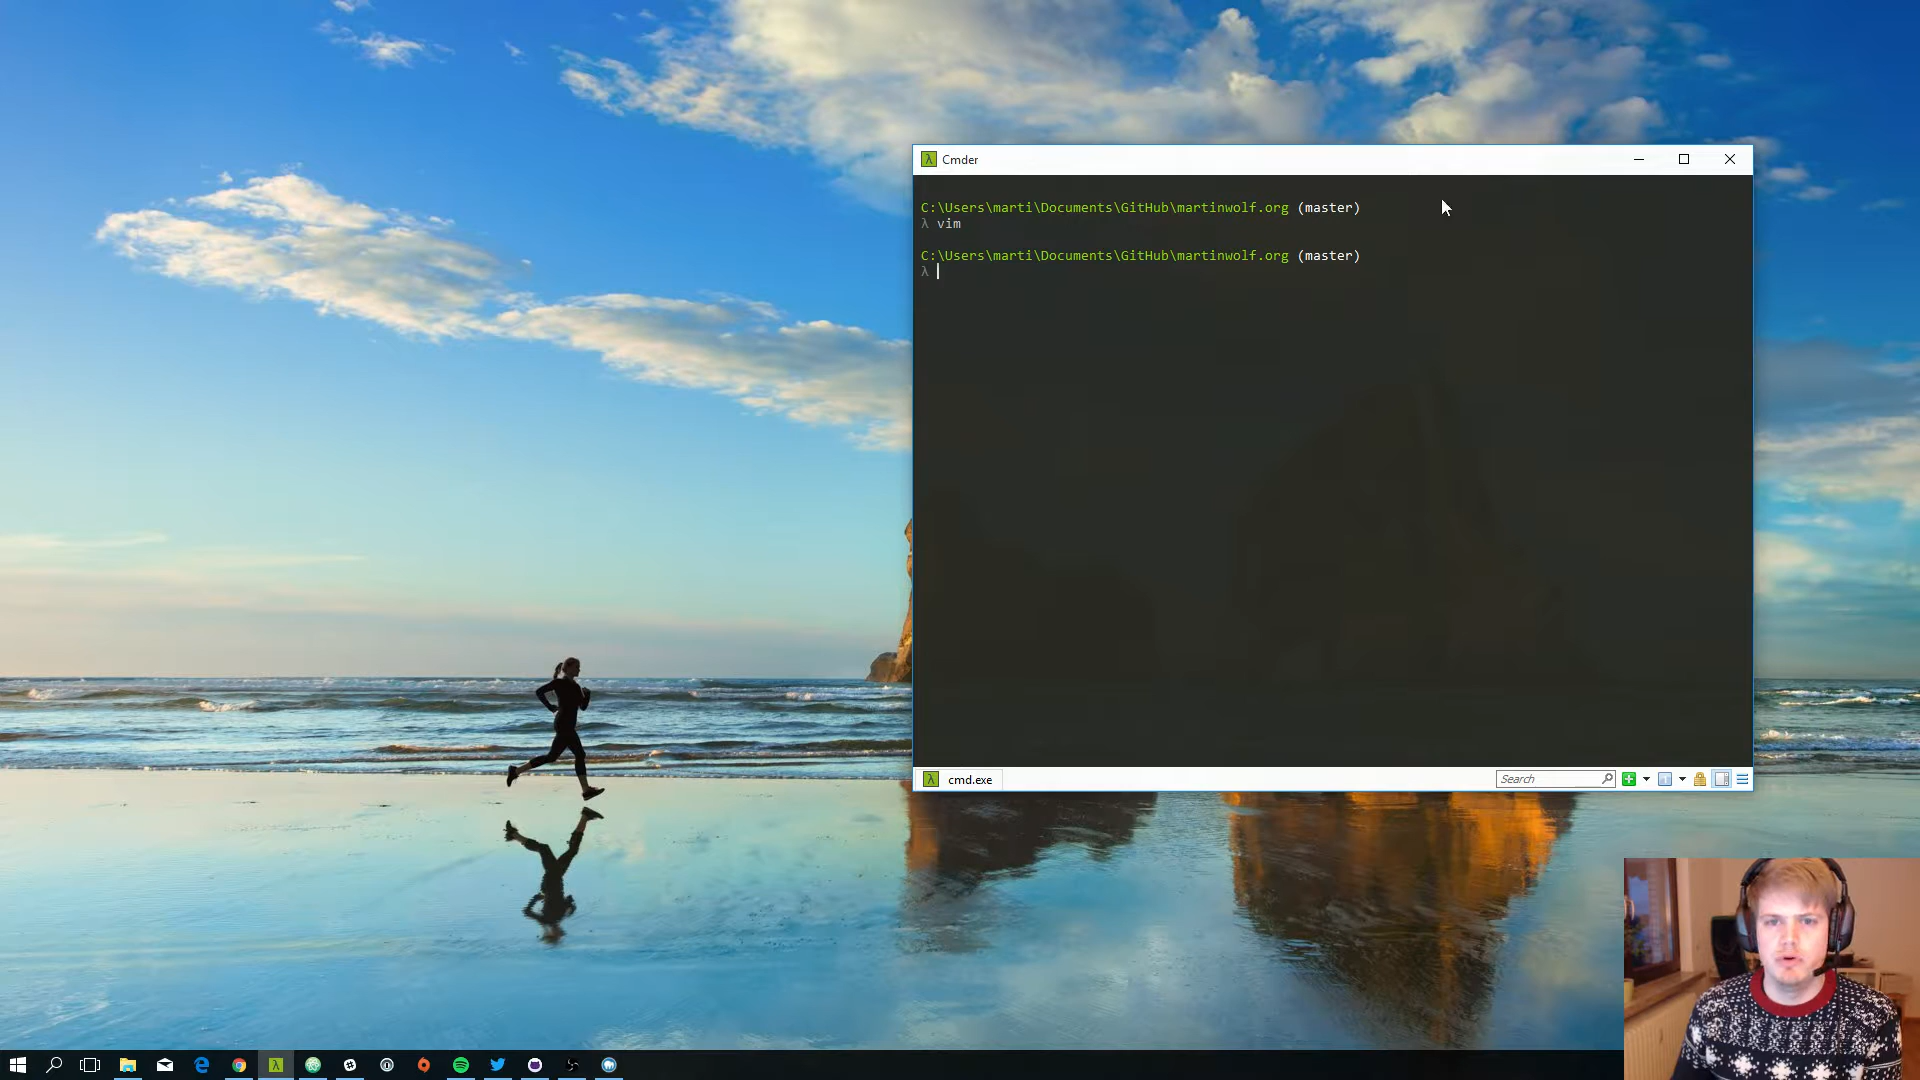 Cmder
C:\Users\marti\Documents\GitHub\martinwolf.org (master)
λ vim
C:\Users\marti\Documents\GitHub\martinwolf.org (master)
λ
cmd.exe
Search